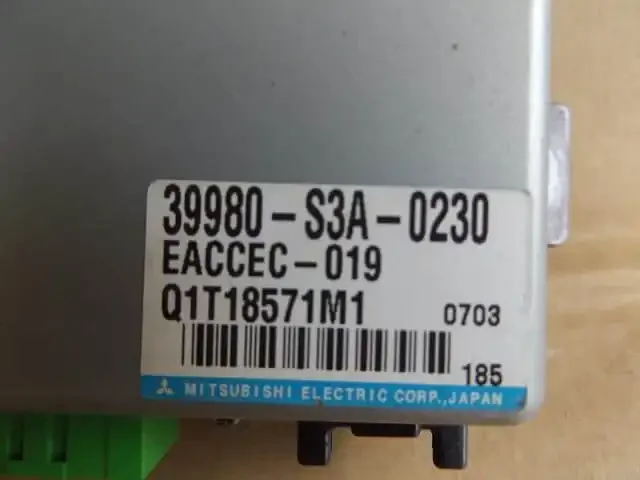 39980-S3A-0230
EACCEC-019
Q1T18571M1 0703
185
MITSUBISHI ELECTRIC CORP., JAPAN